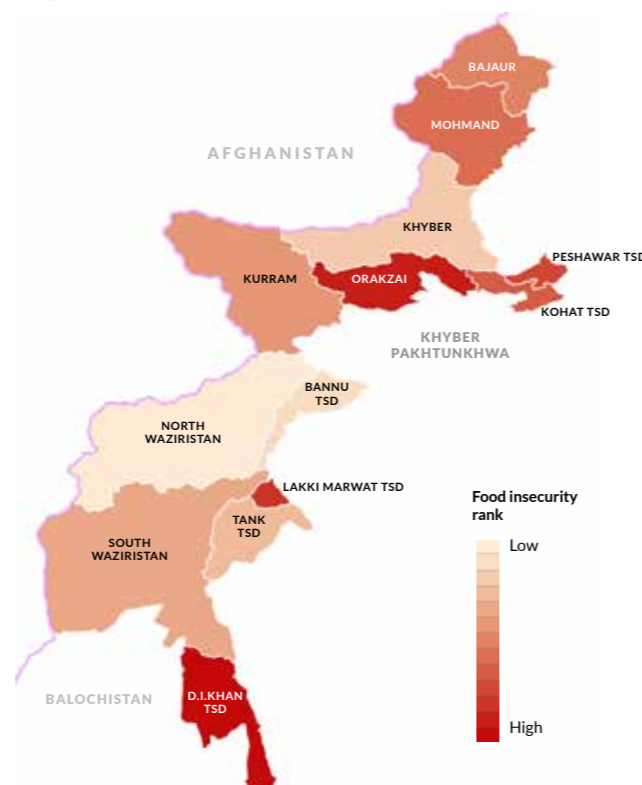 BAJAUR
MOHMAND
AFGHANISTAN
KHYBER
PESHAWAR TSD
KURRAM
ORAKZAI
KOHAT TSD
KHYBER
PAKHTUNKHWA
BANNU
TSD
NORTH
WAZIRISTAN
LAKKI MARWAT TSD
Food insecurity
rank
TANK
TSD
SOUTH
WAZIRISTAN
Low
BALOCHISTAN
D.I.KHAN
TSD
High